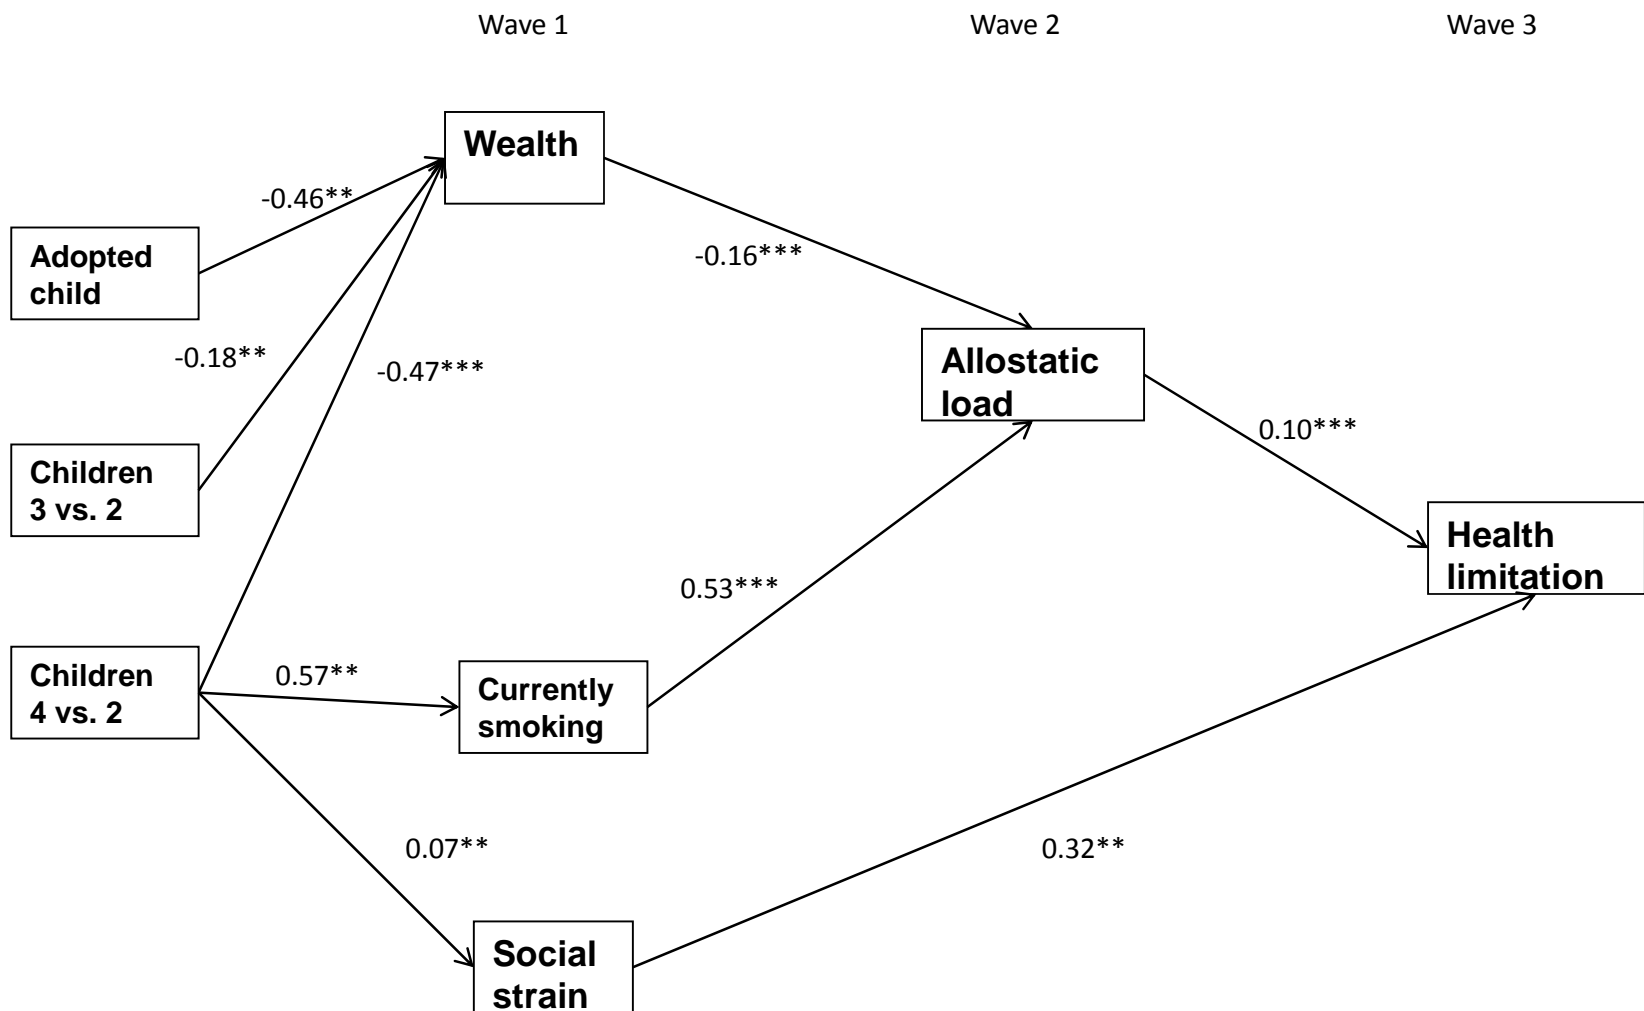 Wave 1
Wave 2
Wave 3
Wealth
-0.46**
Adopted
child
-0.16***
-0.18**
-0.47***
Allostatic
load
0.10***
Children
3 vs. 2
Health
limitation
0.53***
Children
4 vs. 2
0.57**
Currently
smoking
0.07**
0.32**
Social
strain